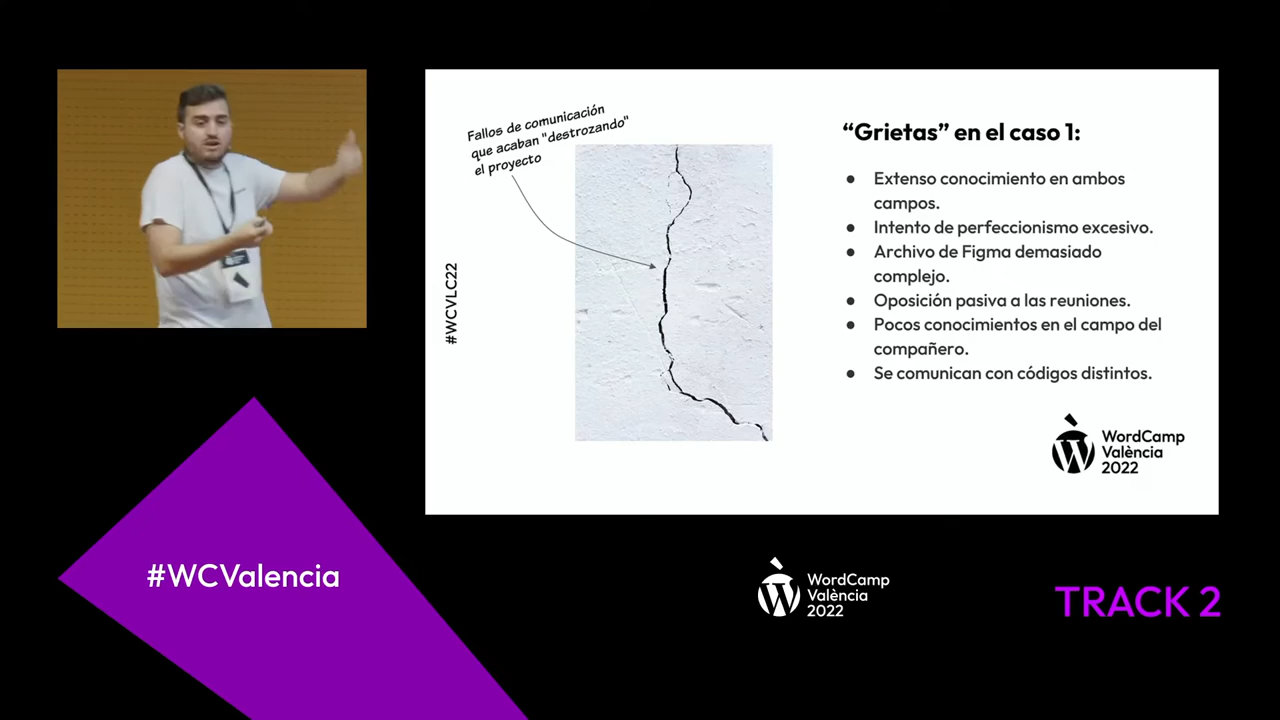 Fallos de comunicación
que acaban "destrozando"
el proyecto
#WCVLC22
“Grietas” en el caso 1:
● Extenso conocimiento en ambos
campos.
● Intento de perfeccionismo excesivo.
● Archivo de Figma demasiado
complejo.
● Oposición pasiva a las reuniones.
● Pocos conocimientos en el campo del
compañero.
● Se comunican con códigos distintos.
WordCamp
València
2022
#WCValencia
WordCamp
València
2022
TRACK 2